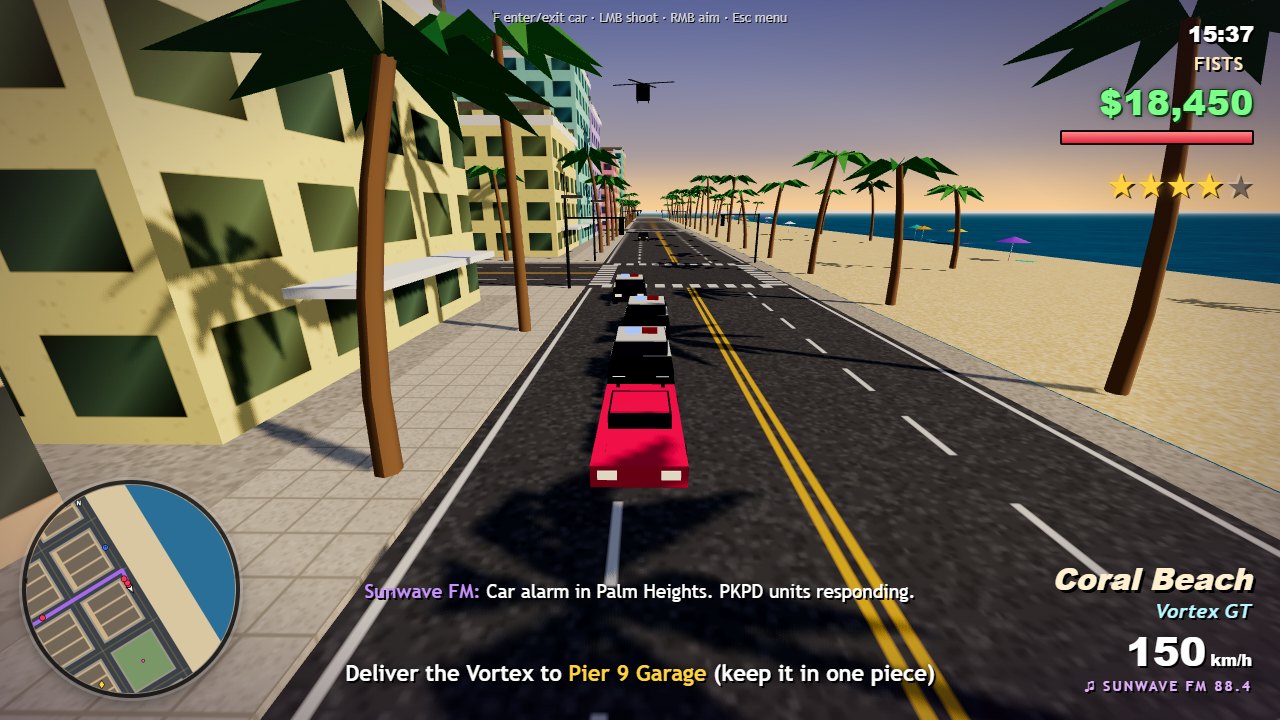 F enter/exit car · LMB shoot · RMB aim · Esc menu
15:37
FISTS
$18,450
N
Sunwave FM: Car alarm in Palm Heights. PKPD units responding.
Deliver the Vortex to Pier 9 Garage (keep it in one piece)
Coral Beach
Vortex GT
150 km/h
♫ SUNWAVE FM 88.4